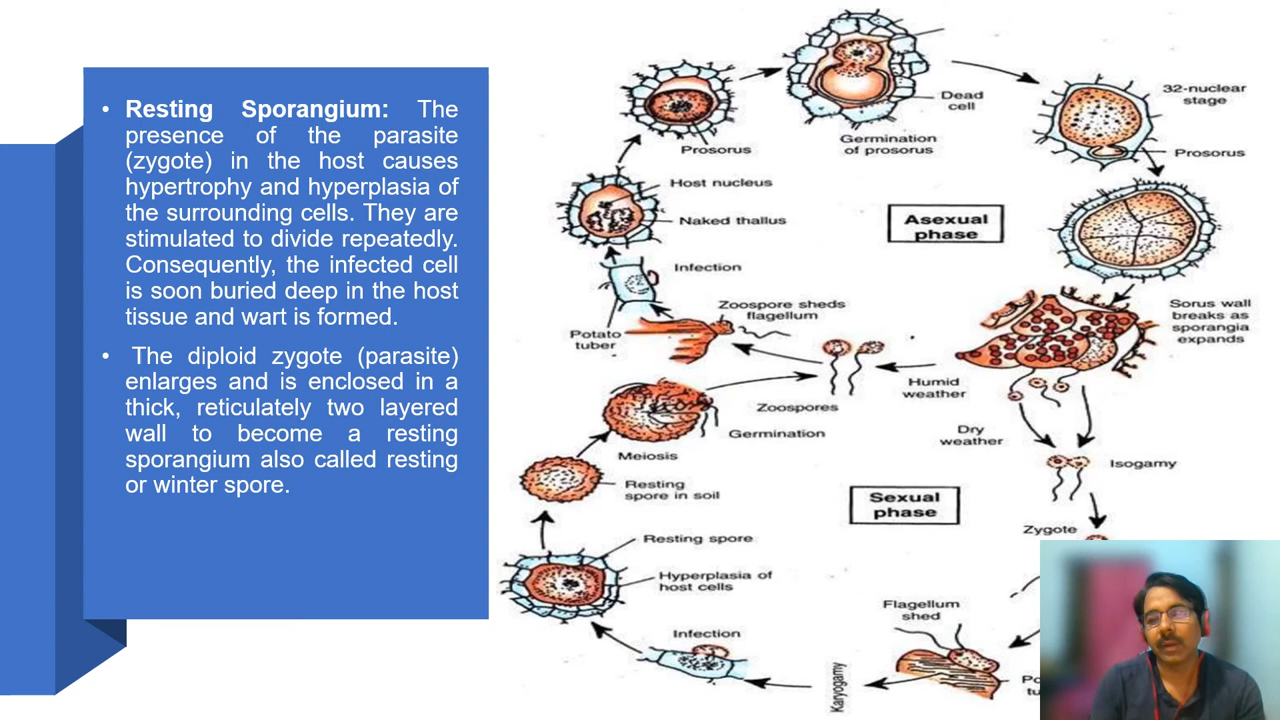 • Resting Sporangium: The
presence of the parasite
(zygote) in the host causes
hypertrophy and hyperplasia of
the surrounding cells. They are
stimulated to divide repeatedly.
Consequently, the infected cell
is soon buried deep in the host
tissue and wart is formed.
• The diploid zygote (parasite)
enlarges and is enclosed in a
thick, reticulately two layered
wall to become a resting
sporangium also called resting
or winter spore.
Dead
cell
Germination
of prosorus
32-nuclear
stage
Prosorus
Prosorus
Host nucleus
Naked thallus
Asexual
phase
Infection
Zoospore sheds
flagellum
Potato
tuber
Sorus wall
breaks as
sporangia
expands
Humid
weather
Zoospores
Germination
Dry
weather
Meiosis
Isogamy
Resting
spore in soil
Sexual
phase
Zygote
Resting spore
Hyperplasia of
host cells
Flagellum
shed
Infection
Karyogamy